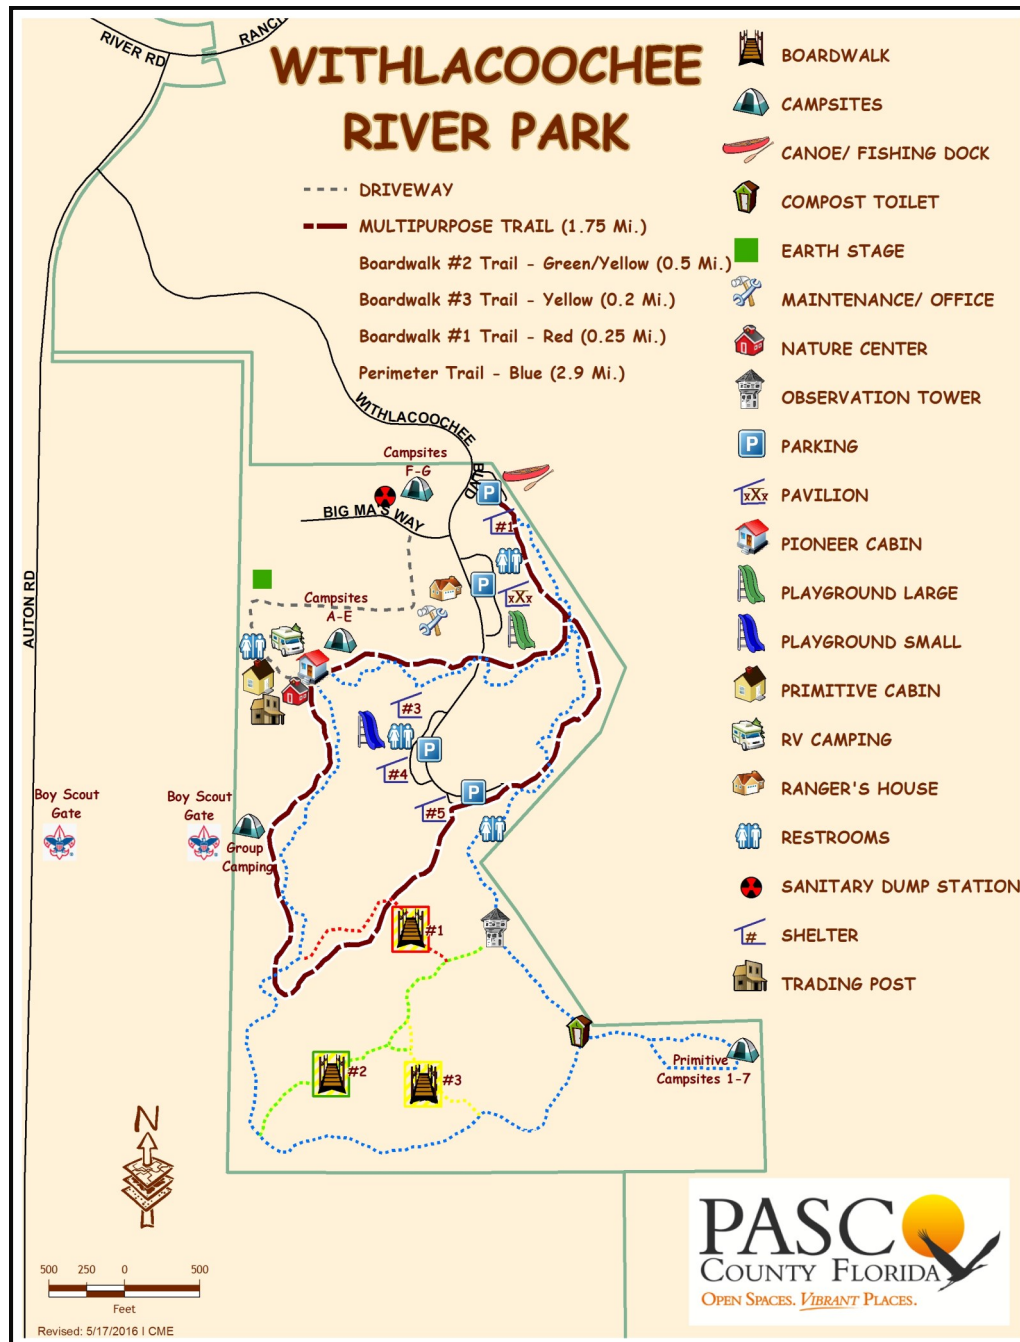 RIVER RD
RANC
WITHLACOOCHEE
RIVER PARK
DRIVEWAY
MULTIPURPOSE TRAIL (1.75 Mi.)
Boardwalk #2 Trail - Green/Yellow (0.5 Mi.)
Boardwalk #3 Trail - Yellow (0.2 Mi.)
Boardwalk #1 Trail - Red (0.25 Mi.)
Perimeter Trail - Blue (2.9 Mi.)
BOARDWALK
CAMPSITES
CANOE/ FISHING DOCK
COMPOST TOILET
EARTH STAGE
MAINTENANCE/ OFFICE
NATURE CENTER
OBSERVATION TOWER
P
PARKING
xXx
PAVILION
PIONEER CABIN
PLAYGROUND LARGE
PLAYGROUND SMALL
PRIMITIVE CABIN
RV CAMPING
RANGER'S HOUSE
RESTROOMS
SANITARY DUMP STATION
#
SHELTER
TRADING POST
WITHLACOOCHEE
BLVD
Campsites
F-G
P
BIG MA'S WAY
#1
AUTON RD
P
xXx
Campsites
A-E
#3
P
#4
P
#5
Boy Scout
Gate
Boy Scout
Gate
Group
Camping
#1
#2
#3
Primitive
Campsites 1-7
N
500 250 0 500
Feet
Revised: 5/17/2016 | CME
PASCO
COUNTY FLORIDA
OPEN SPACES. VIBRANT PLACES.